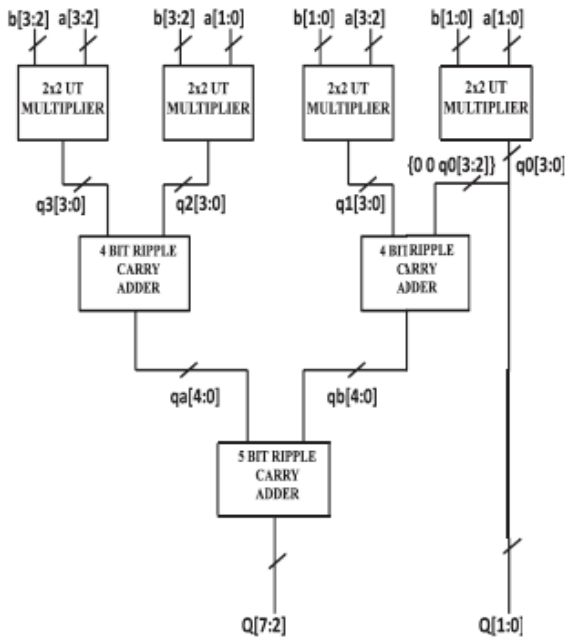 b[3:2] a[3:2] b[3:2] a[1:0] b[1:0] a[3:2] b[1:0] a[1:0]
2x2 UT
MULTIPLIER
2x2 UT
MULTIPLIER
2x2 UT
MULTIPLIER
2x2 UT
MULTIPLIER
{0 0 q0[3:2]} q0[3:0]
q3[3:0] q2[3:0] q1[3:0]
4 BIT RIPPLE
CARRY
ADDER
4 BIT RIPPLE
CARRY
ADDER
qa[4:0] qb[4:0]
5 BIT RIPPLE
CARRY
ADDER
Q[7:2] Q[1:0]